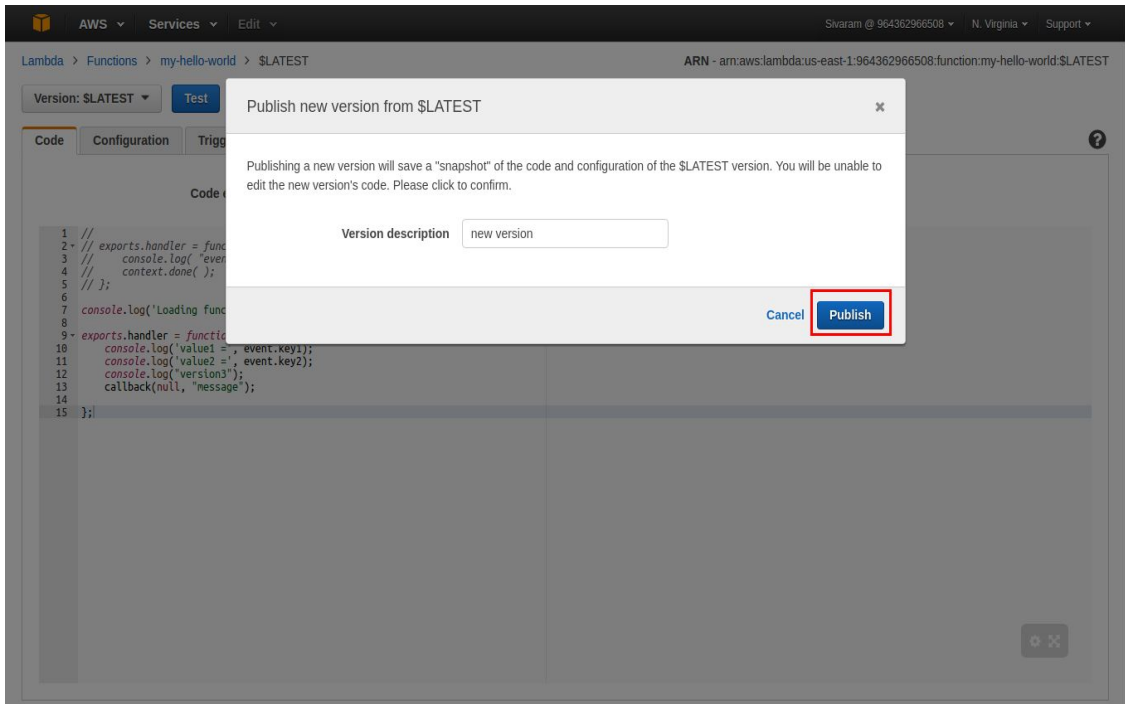 AWS Services Edit Sivaram @ 964362966508 N. Virginia Support
Lambda > Functions > my-hello-world > $LATEST ARN - arn:aws:lambda:us-east-1:964362966508:function:my-hello-world:$LATEST
Version: $LATEST Test
Publish new version from $LATEST
Code Configuration Trigg
Publishing a new version will save a "snapshot" of the code and configuration of the $LATEST version. You will be unable to
edit the new version's code. Please click to confirm.
Code e
Version description new version
1 //
2 // exports.handler = func
3 // console.log( "even
4 // context.done( );
5 // };
6
7 console.log('Loading func
8
Cancel Publish
9 exports.handler = functio
10 console.log('value1 =', event.key1);
11 console.log('value2 =', event.key2);
12 console.log("version3");
13 callback(null, "message");
14
15 };